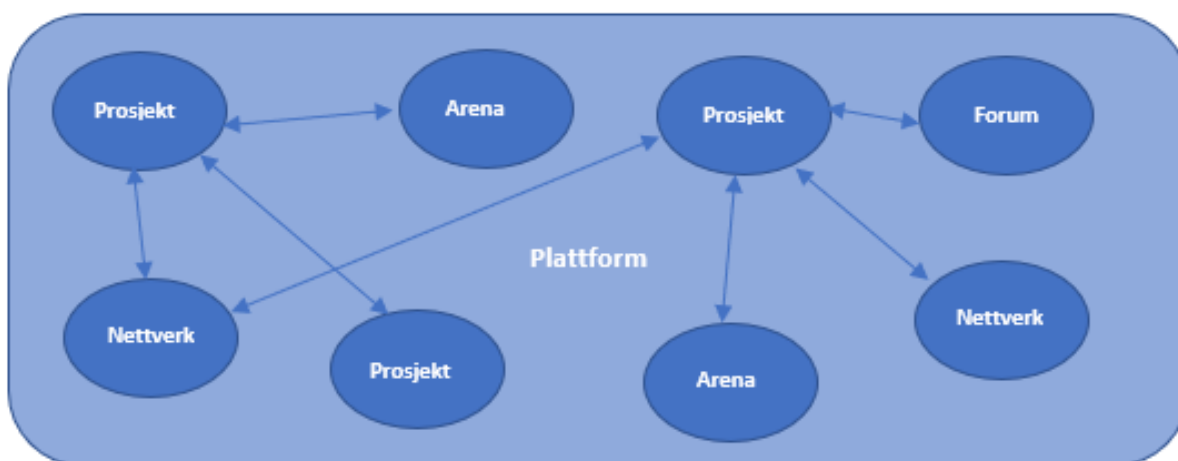 Prosjekt
Arena
Prosjekt
Forum
Plattform
Nettverk
Prosjekt
Arena
Nettverk